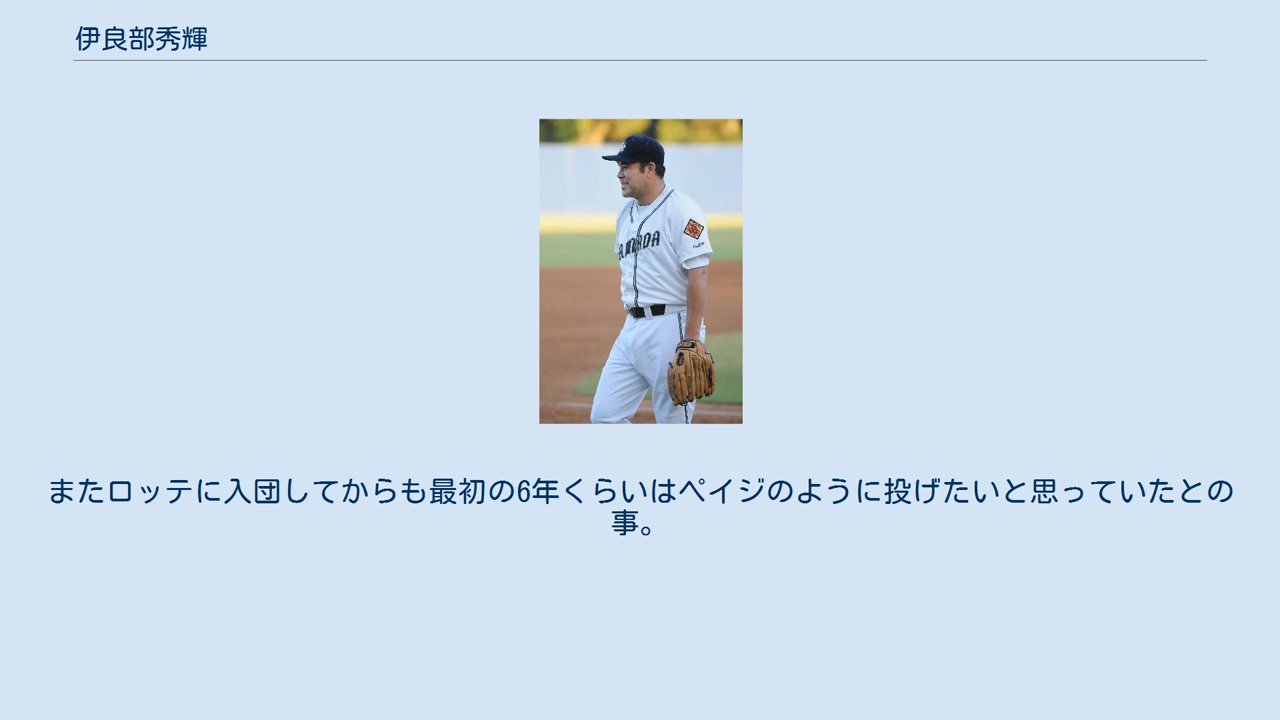 伊良部秀輝
またロッテに入団してからも最初の6年くらいはペイジのように投げたいと思っていたとの
事。